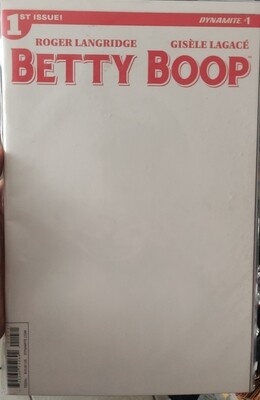 1ST ISSUE!
DYNAMITE #1
ROGER LANGRIDGE GISÈLE LAGACÉ
BETTY BOOP